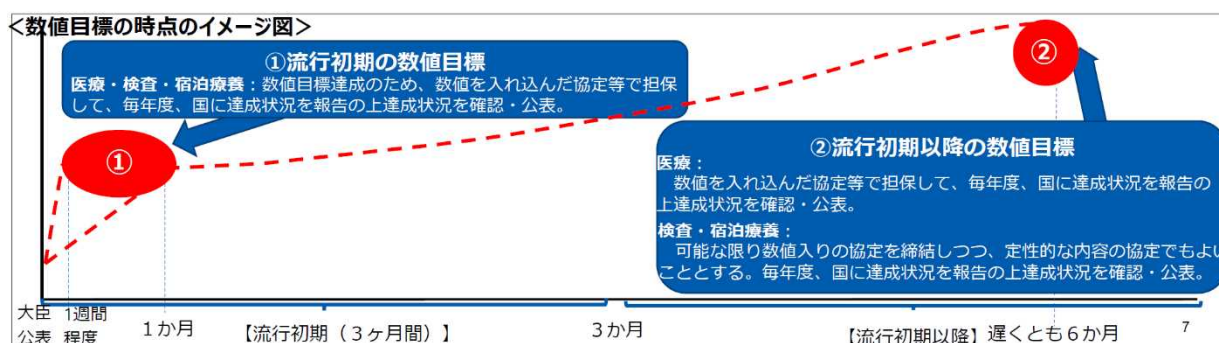 ＜数値目標の時点のイメージ図＞
①流行初期の数値目標
医療・検査・宿泊療養：数値目標達成のため、数値を入れ込んだ協定等で担保
して、毎年度、国に達成状況を報告の上達成状況を確認・公表。
①
②
②流行初期以降の数値目標
医療：
数値を入れ込んだ協定等で担保して、毎年度、国に達成状況を報告の
上達成状況を確認・公表。
検査・宿泊療養：
可能な限り数値入りの協定を締結しつつ、定性的な内容の協定でもよい
こととする。毎年度、国に達成状況を報告の上達成状況を確認・公表。
大臣
公表
1週間
程度
１か月
【流行初期（３ヶ月間）】
３か月
【流行初期以降】
遅くとも６か月
7